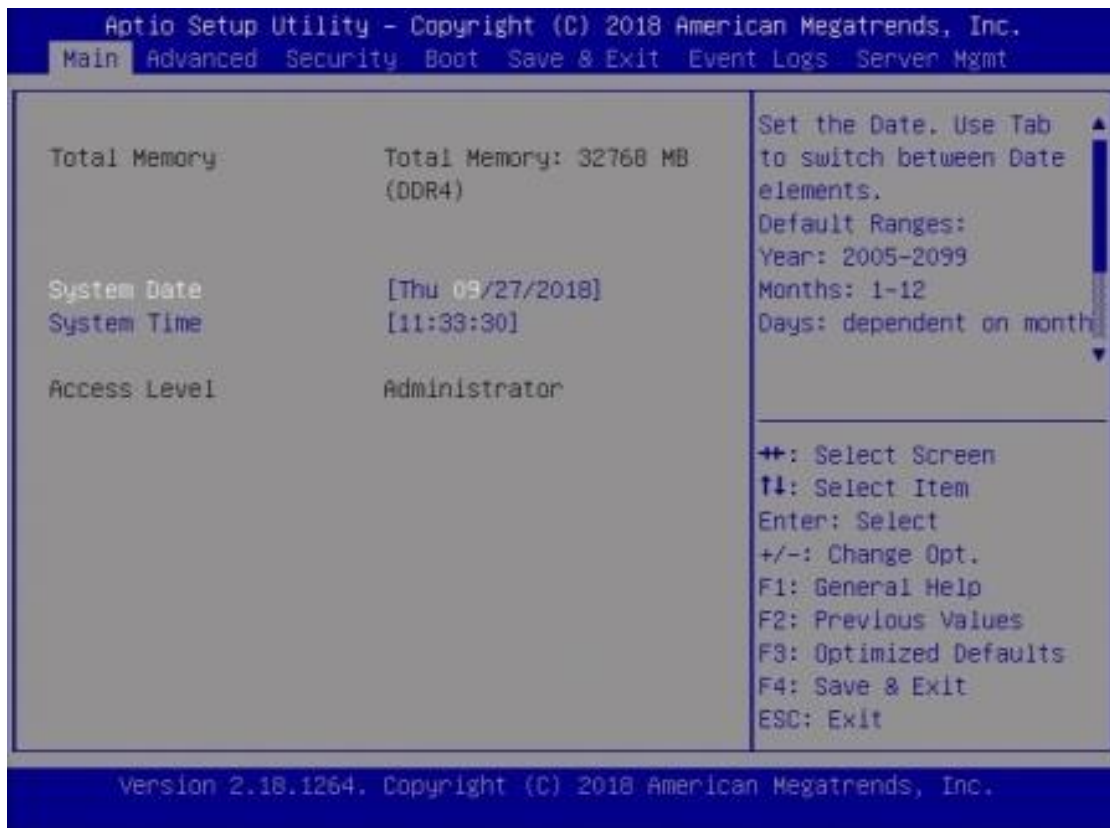 Aptio Setup Utility – Copyright (C) 2018 American Megatrends, Inc.
Main Advanced Security Boot Save & Exit Event Logs Server Mgmt
Total Memory Total Memory: 32768 MB
(DDR4)
System Date [Thu 09/27/2018]
System Time [11:33:30]
Access Level Administrator
Set the Date. Use Tab
to switch between Date
elements.
Default Ranges:
Year: 2005-2099
Months: 1-12
Days: dependent on month
→←: Select Screen
↑↓: Select Item
Enter: Select
+/-: Change Opt.
F1: General Help
F2: Previous Values
F3: Optimized Defaults
F4: Save & Exit
ESC: Exit
Version 2.18.1264. Copyright (C) 2018 American Megatrends, Inc.